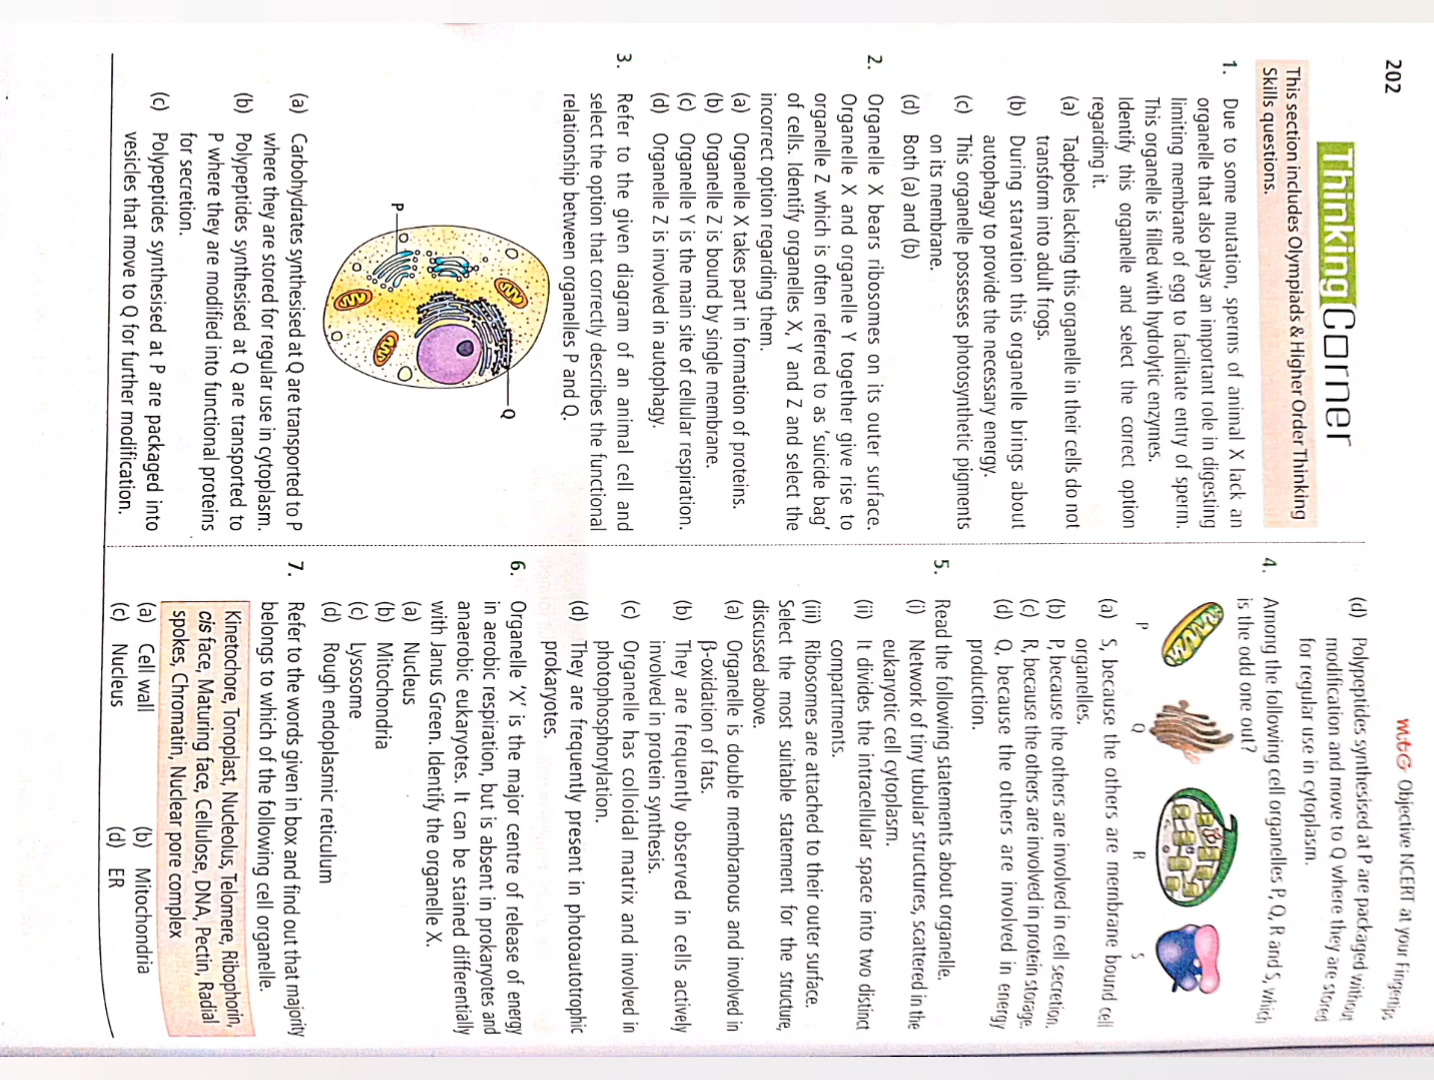 202
mtG Objective NCERT at your Fingertips
Thinking Corner
This section includes Olympiads & Higher Order Thinking
Skills questions.
1. Due to some mutation, sperms of animal X lack an
organelle that also plays an important role in digesting
limiting membrane of egg to facilitate entry of sperm.
This organelle is filled with hydrolytic enzymes.
Identify this organelle and select the correct option
regarding it.
(a) Tadpoles lacking this organelle in their cells do not
transform into adult frogs.
(b) During starvation this organelle brings about
autophagy to provide the necessary energy.
(c) This organelle possesses photosynthetic pigments
on its membrane.
(d) Both (a) and (b)
2. Organelle X bears ribosomes on its outer surface.
Organelle X and organelle Y together give rise to
organelle Z which is often referred to as 'suicide bag'
of cells. Identify organelles X, Y and Z and select the
incorrect option regarding them.
(a) Organelle X takes part in formation of proteins.
(b) Organelle Z is bound by single membrane.
(c) Organelle Y is the main site of cellular respiration.
(d) Organelle Z is involved in autophagy.
3. Refer to the given diagram of an animal cell and
select the option that correctly describes the functional
relationship between organelles P and Q.
P
Q
(a) Carbohydrates synthesised at Q are transported to P
where they are stored for regular use in cytoplasm.
(b) Polypeptides synthesised at Q are transported to
P where they are modified into functional proteins
for secretion.
(c) Polypeptides synthesised at P are packaged into
vesicles that move to Q for further modification.
(d) Polypeptides synthesised at P are packaged without
modification and move to Q where they are stored
for regular use in cytoplasm.
4. Among the following cell organelles P, Q, R and S, which
is the odd one out?
P Q R S
(a) S, because the others are membrane bound cell
organelles.
(b) P, because the others are involved in cell secretion.
(c) R, because the others are involved in protein storage.
(d) Q, because the others are involved in energy
production.
5. Read the following statements about organelle.
(i) Network of tiny tubular structures, scattered in the
eukaryotic cell cytoplasm.
(ii) It divides the intracellular space into two distinct
compartments.
(iii) Ribosomes are attached to their outer surface.
Select the most suitable statement for the structure,
discussed above.
(a) Organelle is double membranous and involved in
β-oxidation of fats.
(b) They are frequently observed in cells actively
involved in protein synthesis.
(c) Organelle has colloidal matrix and involved in
photophosphorylation.
(d) They are frequently present in photoautotrophic
prokaryotes.
6. Organelle 'X' is the major centre of release of energy
in aerobic respiration, but is absent in prokaryotes and
anaerobic eukaryotes. It can be stained differentially
with Janus Green. Identify the organelle X.
(a) Nucleus
(b) Mitochondria
(c) Lysosome
(d) Rough endoplasmic reticulum
7. Refer to the words given in box and find out that majority
belongs to which of the following cell organelle.
Kinetochore, Tonoplast, Nucleolus, Telomere, Ribophorin,
cis face, Maturing face, Cellulose, DNA, Pectin, Radial
spokes, Chromatin, Nuclear pore complex
(a) Cell wall (b) Mitochondria
(c) Nucleus (d) ER